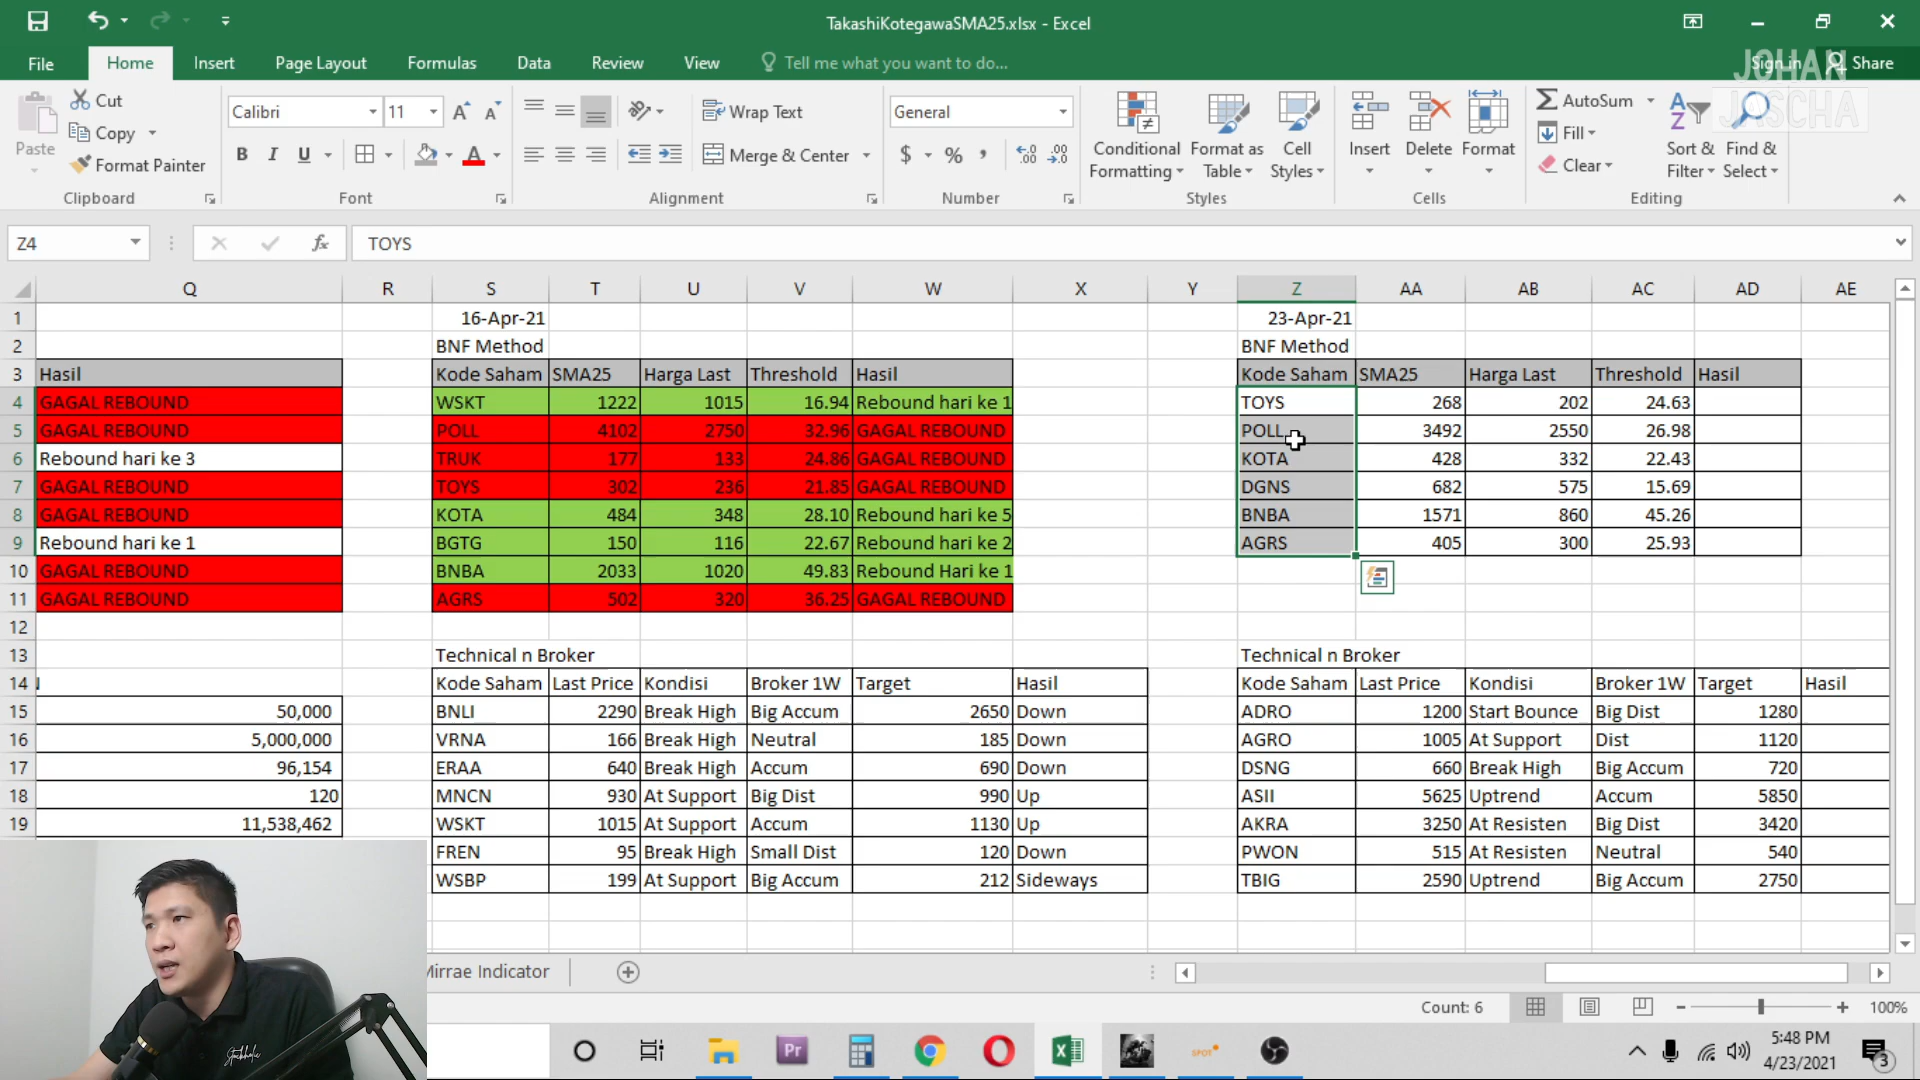 TakashiKotegawaSMA25.xlsx - Excel
JOHAN
JASCHA
File Home Insert Page Layout Formulas Data Review View Tell me what you want to do... Sign in Share
Cut
Copy
Format Painter
Paste
Clipboard
Calibri 11
B I U
Font
Wrap Text
Merge & Center
Alignment
General
$ % ,
Number
Conditional Formatting
Format as Table
Cell Styles
Styles
Insert Delete Format
Cells
AutoSum
Fill
Clear
Sort & Filter
Find & Select
Editing
Z4 fx TOYS
Q R S T U V W X Y Z AA AB AC AD AE
1 16-Apr-21 23-Apr-21
2 BNF Method BNF Method
3 Hasil Kode Saham SMA25 Harga Last Threshold Hasil Kode Saham SMA25 Harga Last Threshold Hasil
4 GAGAL REBOUND WSKT 1222 1015 16.94 Rebound hari ke 1 TOYS 268 202 24.63
5 GAGAL REBOUND POLL 4102 2750 32.96 GAGAL REBOUND POLL 3492 2550 26.98
6 Rebound hari ke 3 TRUK 177 133 24.86 GAGAL REBOUND KOTA 428 332 22.43
7 GAGAL REBOUND TOYS 302 236 21.85 GAGAL REBOUND DGNS 682 575 15.69
8 GAGAL REBOUND KOTA 484 348 28.10 Rebound hari ke 5 BNBA 1571 860 45.26
9 Rebound hari ke 1 BGTG 150 116 22.67 Rebound hari ke 2 AGRS 405 300 25.93
10 GAGAL REBOUND BNBA 2033 1020 49.83 Rebound Hari ke 1
11 GAGAL REBOUND AGRS 502 320 36.25 GAGAL REBOUND
12
13 Technical n Broker Technical n Broker
14 Kode Saham Last Price Kondisi Broker 1W Target Hasil Kode Saham Last Price Kondisi Broker 1W Target Hasil
15 50,000 BNLI 2290 Break High Big Accum 2650 Down ADRO 1200 Start Bounce Big Dist 1280
16 5,000,000 VRNA 166 Break High Neutral 185 Down AGRO 1005 At Support Dist 1120
17 96,154 ERAA 640 Break High Accum 690 Down DSNG 660 Break High Big Accum 720
18 120 MNCN 930 At Support Big Dist 990 Up ASII 5625 Uptrend Accum 5850
19 11,538,462 WSKT 1015 At Support Accum 1130 Up AKRA 3250 At Resisten Big Dist 3420
FREN 95 Break High Small Dist 120 Down PWON 515 At Resisten Neutral 540
WSBP 199 At Support Big Accum 212 Sideways TBIG 2590 Uptrend Big Accum 2750
Mirrae Indicator
Count: 6 100%
Stockholic
Pr
SPOT
5:48 PM
4/23/2021
3